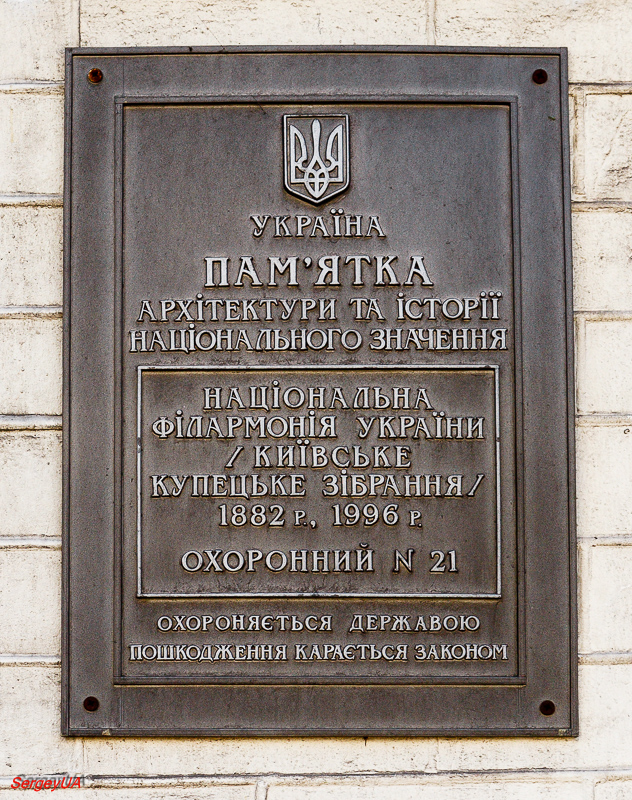 УКРАЇНА
ПАМ'ЯТКА
АРХІТЕКТУРИ ТА ІСТОРІЇ
НАЦІОНАЛЬНОГО ЗНАЧЕННЯ
НАЦІОНАЛЬНА
ФІЛАРМОНІЯ УКРАЇНИ
/КИЇВСЬКЕ
КУПЕЦЬКЕ ЗІБРАННЯ/
1882 Р., 1996 Р.
ОХОРОННИЙ N 21
ОХОРОНЯЄТЬСЯ ДЕРЖАВОЮ
ПОШКОДЖЕННЯ КАРАЄТЬСЯ ЗАКОНОМ
SergeyUA